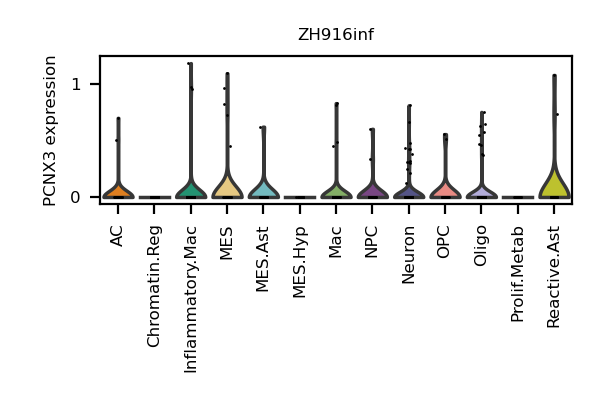 ZH916inf
PCNX3 expression
1
0
AC
Chromatin.Reg
Inflammatory.Mac
MES
MES.Ast
MES.Hyp
Mac
NPC
Neuron
OPC
Oligo
Prolif.Metab
Reactive.Ast